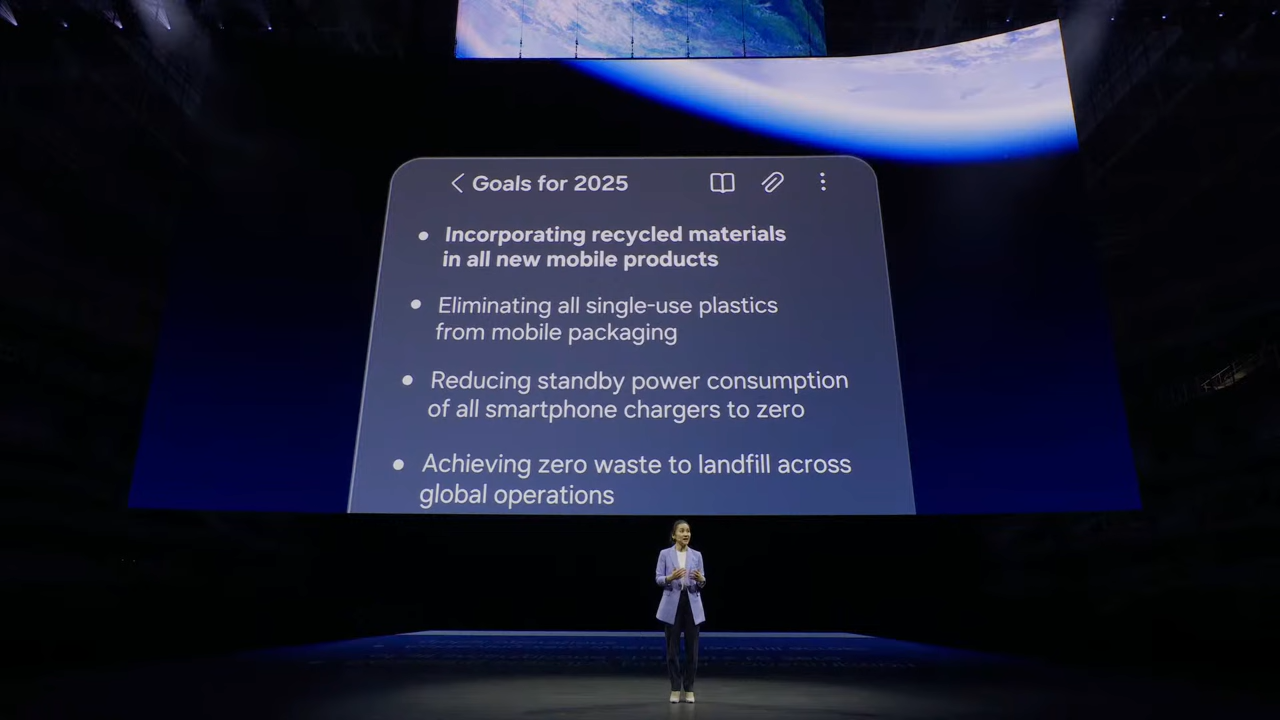 Goals for 2025
Incorporating recycled materials
in all new mobile products
Eliminating all single-use plastics
from mobile packaging
Reducing standby power consumption
of all smartphone chargers to zero
Achieving zero waste to landfill across
global operations